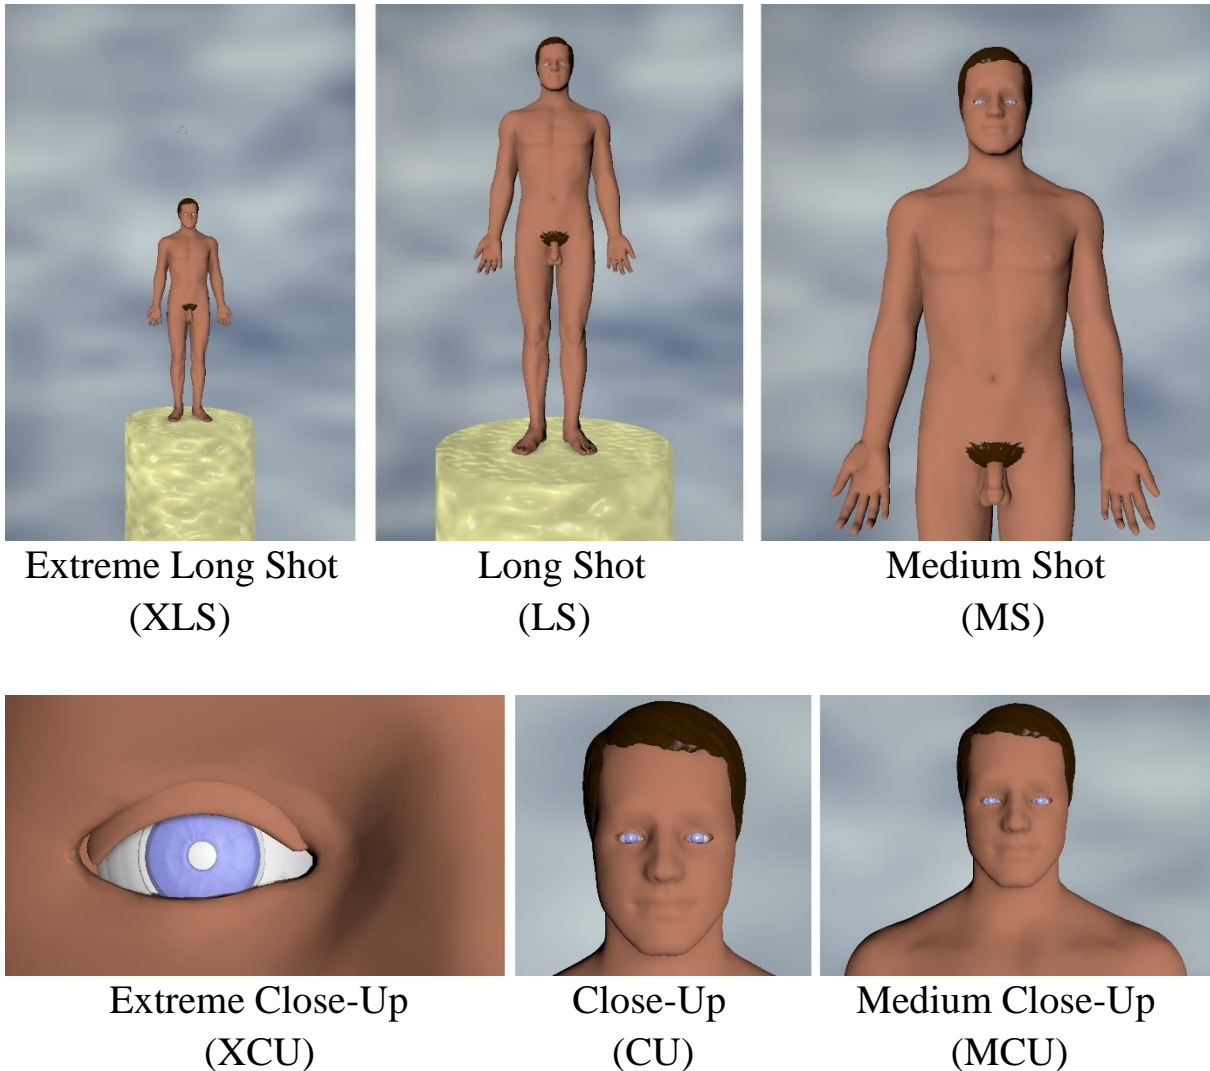 Extreme Long Shot
(XLS)
Long Shot
(LS)
Medium Shot
(MS)
Extreme Close-Up
(XCU)
Close-Up
(CU)
Medium Close-Up
(MCU)